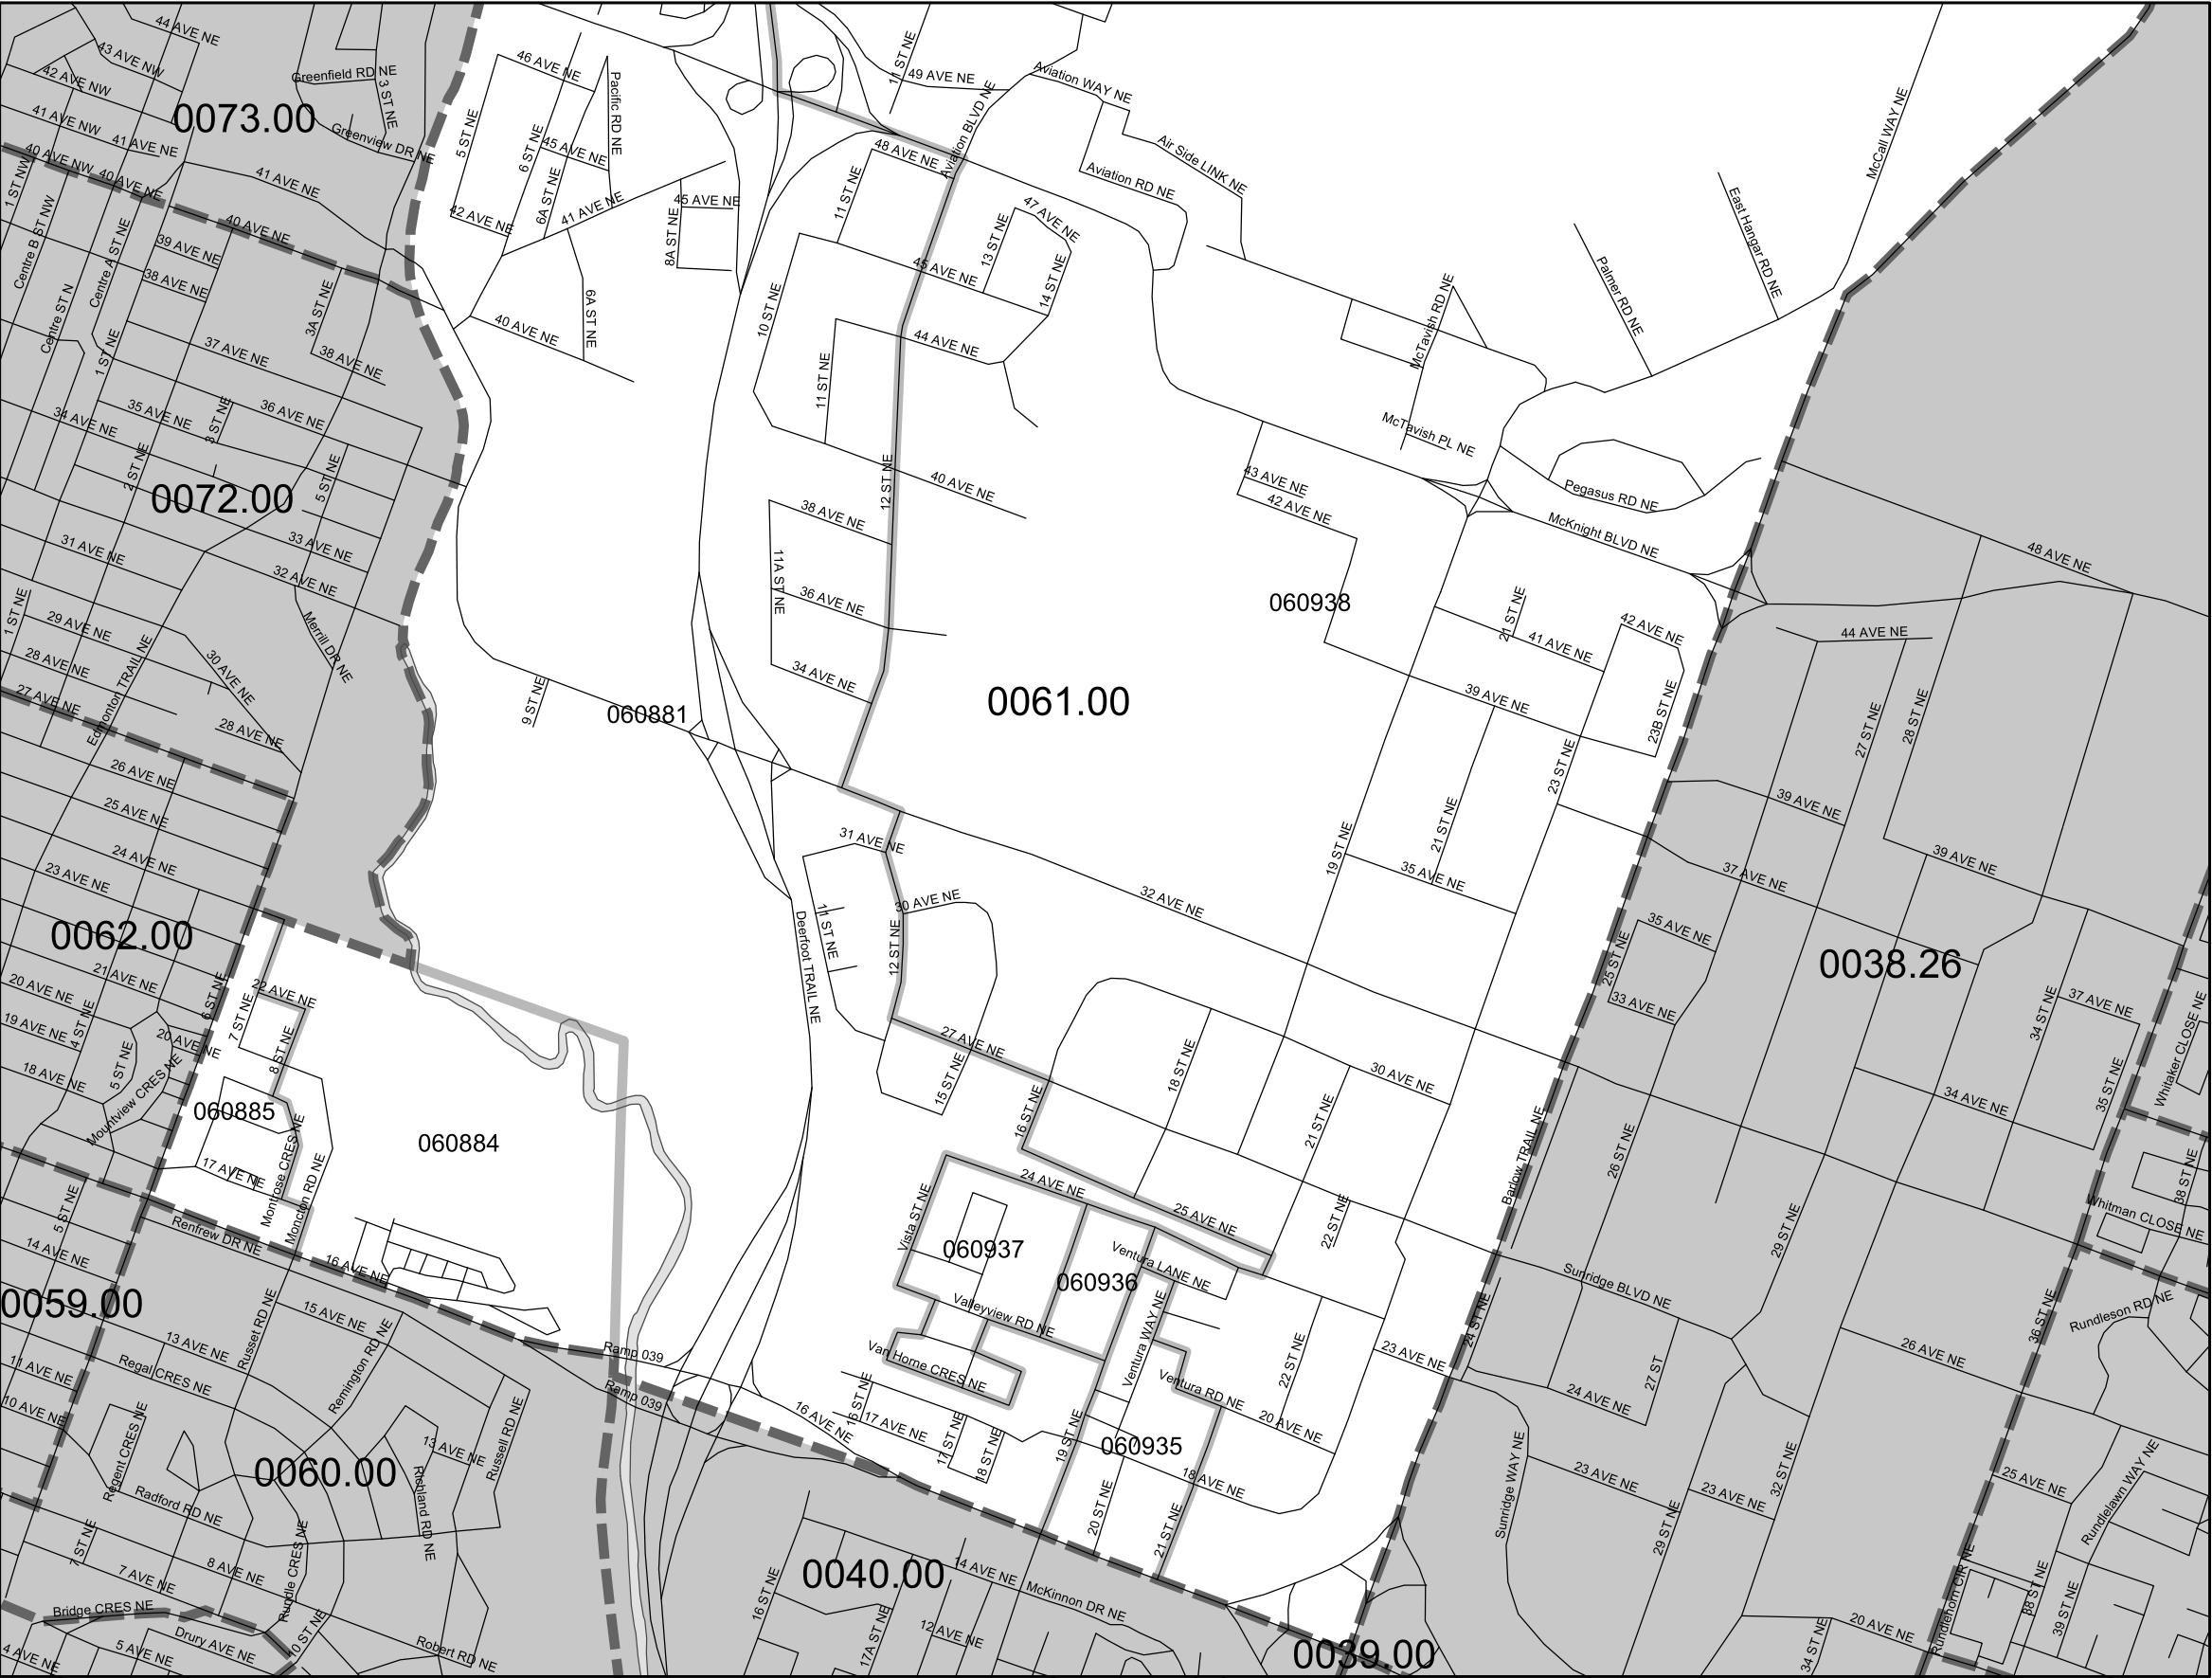 44 AVE NE
43 AVE NW
42 AVE NW
41 AVE NW
41 AVE NE
40 AVE NW
40 AVE NE
0073.00
Greenfield RD NE
3 ST NE
Greenview DR NE
41 AVE NE
40 AVE NE
1 ST NW
Centre B ST NW
Centre A ST NE
Centre ST N
39 AVE NE
38 AVE NE
3A ST NE
38 AVE NE
37 AVE NE
1 ST NE
36 AVE NE
35 AVE NE
3 ST NE
34 AVE NE
2 ST NE
5 ST NE
0072.00
33 AVE NE
32 AVE NE
31 AVE NE
Merrill DR NE
1 ST NE
29 AVE NE
28 AVE NE
27 AVE NE
30 AVE NE
28 AVE NE
Edmonton TRAIL NE
26 AVE NE
25 AVE NE
24 AVE NE
23 AVE NE
0062.00
21 AVE NE
20 AVE NE
19 AVE NE
18 AVE NE
4 ST NE
5 ST NE
6 ST NE
20 AVE NE
Mountview CRES NE
46 AVE NE
Pacific RD NE
5 ST NE
6 ST NE
45 AVE NE
6A ST NE
42 AVE NE
41 AVE NE
45 AVE NE
8A ST NE
6A ST NE
40 AVE NE
11 ST NE
49 AVE NE
Aviation BLVD NE
Aviation WAY NE
Air Side LINK NE
Aviation RD NE
48 AVE NE
11 ST NE
47 AVE NE
13 ST NE
14 ST NE
45 AVE NE
10 ST NE
44 AVE NE
11 ST NE
12 ST NE
40 AVE NE
38 AVE NE
11A ST NE
36 AVE NE
34 AVE NE
McCall WAY NE
East Hangar RD NE
Palmer RD NE
McTavish RD NE
McTavish PL NE
Pegasus RD NE
McKnight BLVD NE
43 AVE NE
42 AVE NE
060938
21 ST NE
41 AVE NE
42 AVE NE
39 AVE NE
23B ST NE
23 ST NE
21 ST NE
19 ST NE
35 AVE NE
0061.00
9 ST NE
060881
31 AVE NE
30 AVE NE
11 ST NE
12 ST NE
Deerfoot TRAIL NE
32 AVE NE
27 AVE NE
15 ST NE
16 ST NE
18 ST NE
30 AVE NE
21 ST NE
48 AVE NE
44 AVE NE
27 ST NE
28 ST NE
39 AVE NE
39 AVE NE
37 AVE NE
35 AVE NE
25 ST NE
33 AVE NE
0038.26
37 AVE NE
34 ST NE
34 AVE NE
35 ST NE
Whitaker CLOSE NE
38 ST NE
Whitman CLOSE NE
26 ST NE
Barlow TRAIL NE
29 ST NE
Sunridge BLVD NE
36 ST NE
Rundleson RD NE
26 AVE NE
27 ST
24 AVE NE
24 ST NE
23 AVE NE
23 AVE NE
23 AVE NE
32 ST NE
29 ST NE
Sunridge WAY NE
25 AVE NE
Rundlelawn WAY NE
Rundlehorn CIR NE
38 ST NE
39 ST NE
20 AVE NE
34 ST NE
22 AVE NE
7 ST NE
8 ST NE
060885
060884
17 AVE NE
Montrose CRES NE
Moncton RD NE
Renfrew DR NE
16 AVE NE
5 ST NE
14 AVE NE
0059.00
13 AVE NE
15 AVE NE
Russet RD NE
Remington RD NE
Regal CRES NE
11 AVE NE
10 AVE NE
Regent CRES NE
0060.00
13 AVE NE
Russell RD NE
Richland RD NE
Radford RD NE
7 ST NE
8 AVE NE
7 AVE NE
Rundle CRES NE
Bridge CRES NE
10 ST NE
Drury AVE NE
5 AVE NE
4 AVE NE
Robert RD NE
Ramp 039
Ramp 039
24 AVE NE
25 AVE NE
22 ST NE
Vista ST NE
060937
060936
Ventura LANE NE
Valleyview RD NE
Ventura WAY NE
Van Horne CRES NE
Ventura RD NE
22 ST NE
20 AVE NE
16 AVE NE
16 ST NE
17 AVE NE
17 ST NE
18 ST NE
19 ST NE
060935
18 AVE NE
20 ST NE
21 ST NE
0040.00
14 AVE NE
McKinnon DR NE
16 ST NE
17A ST NE
12 AVE NE
0039.00